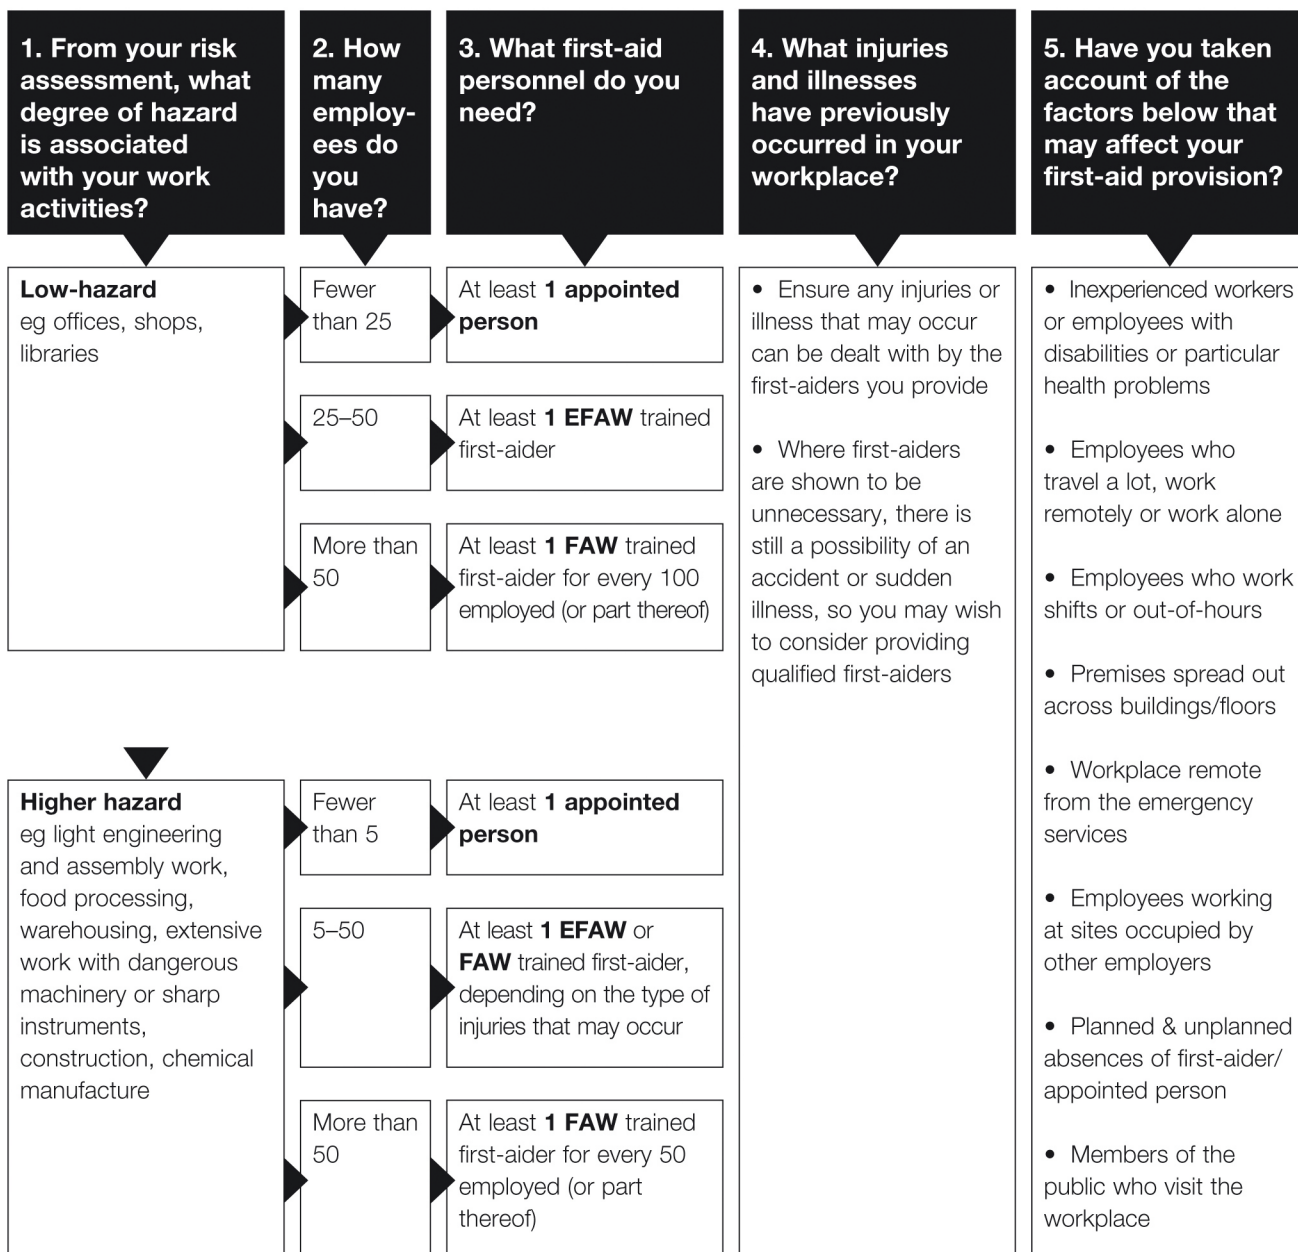 1. From your risk
assessment, what
degree of hazard
is associated
with your work
activities?
2. How
many
employ-
ees do
you
have?
3. What first-aid
personnel do you
need?
4. What injuries
and illnesses
have previously
occurred in your
workplace?
5. Have you taken
account of the
factors below that
may affect your
first-aid provision?
Low-hazard
eg offices, shops,
libraries
Fewer
than 25
At least 1 appointed
person
25–50
At least 1 EFAW trained
first-aider
More than
50
At least 1 FAW trained
first-aider for every 100
employed (or part thereof)
Higher hazard
eg light engineering
and assembly work,
food processing,
warehousing, extensive
work with dangerous
machinery or sharp
instruments,
construction, chemical
manufacture
Fewer
than 5
At least 1 appointed
person
5–50
At least 1 EFAW or
FAW trained first-aider,
depending on the type of
injuries that may occur
More than
50
At least 1 FAW trained
first-aider for every 50
employed (or part
thereof)
• Ensure any injuries or
illness that may occur
can be dealt with by the
first-aiders you provide
• Where first-aiders
are shown to be
unnecessary, there is
still a possibility of an
accident or sudden
illness, so you may wish
to consider providing
qualified first-aiders
• Inexperienced workers
or employees with
disabilities or particular
health problems
• Employees who
travel a lot, work
remotely or work alone
• Employees who work
shifts or out-of-hours
• Premises spread out
across buildings/floors
• Workplace remote
from the emergency
services
• Employees working
at sites occupied by
other employers
• Planned & unplanned
absences of first-aider/
appointed person
• Members of the
public who visit the
workplace